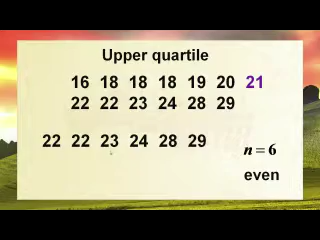 Upper quartile
16 18 18 18 19 20 21
22 22 23 24 28 29
22 22 23 24 28 29
n = 6
even